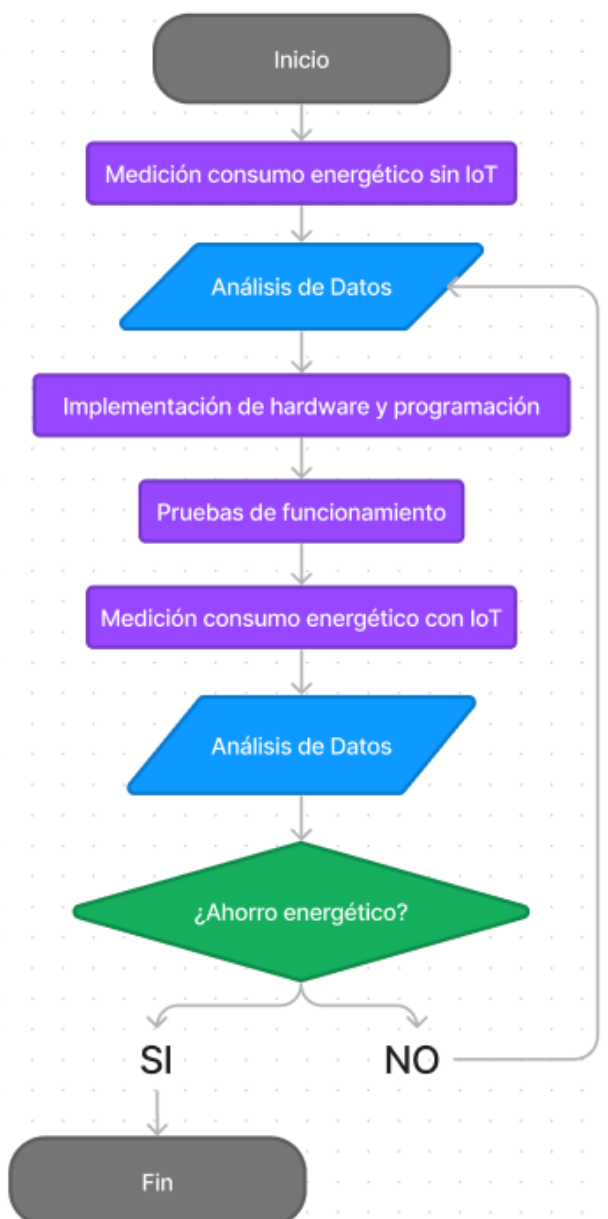 Inicio
Medición consumo energético sin IoT
Análisis de Datos
Implementación de hardware y programación
Pruebas de funcionamiento
Medición consumo energético con IoT
Análisis de Datos
¿Ahorro energético?
SI
NO
Fin